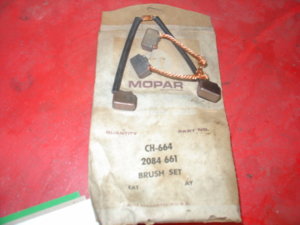 MOPAR
QUANTITY PART NO.
CH-664
2084 661
BRUSH SET